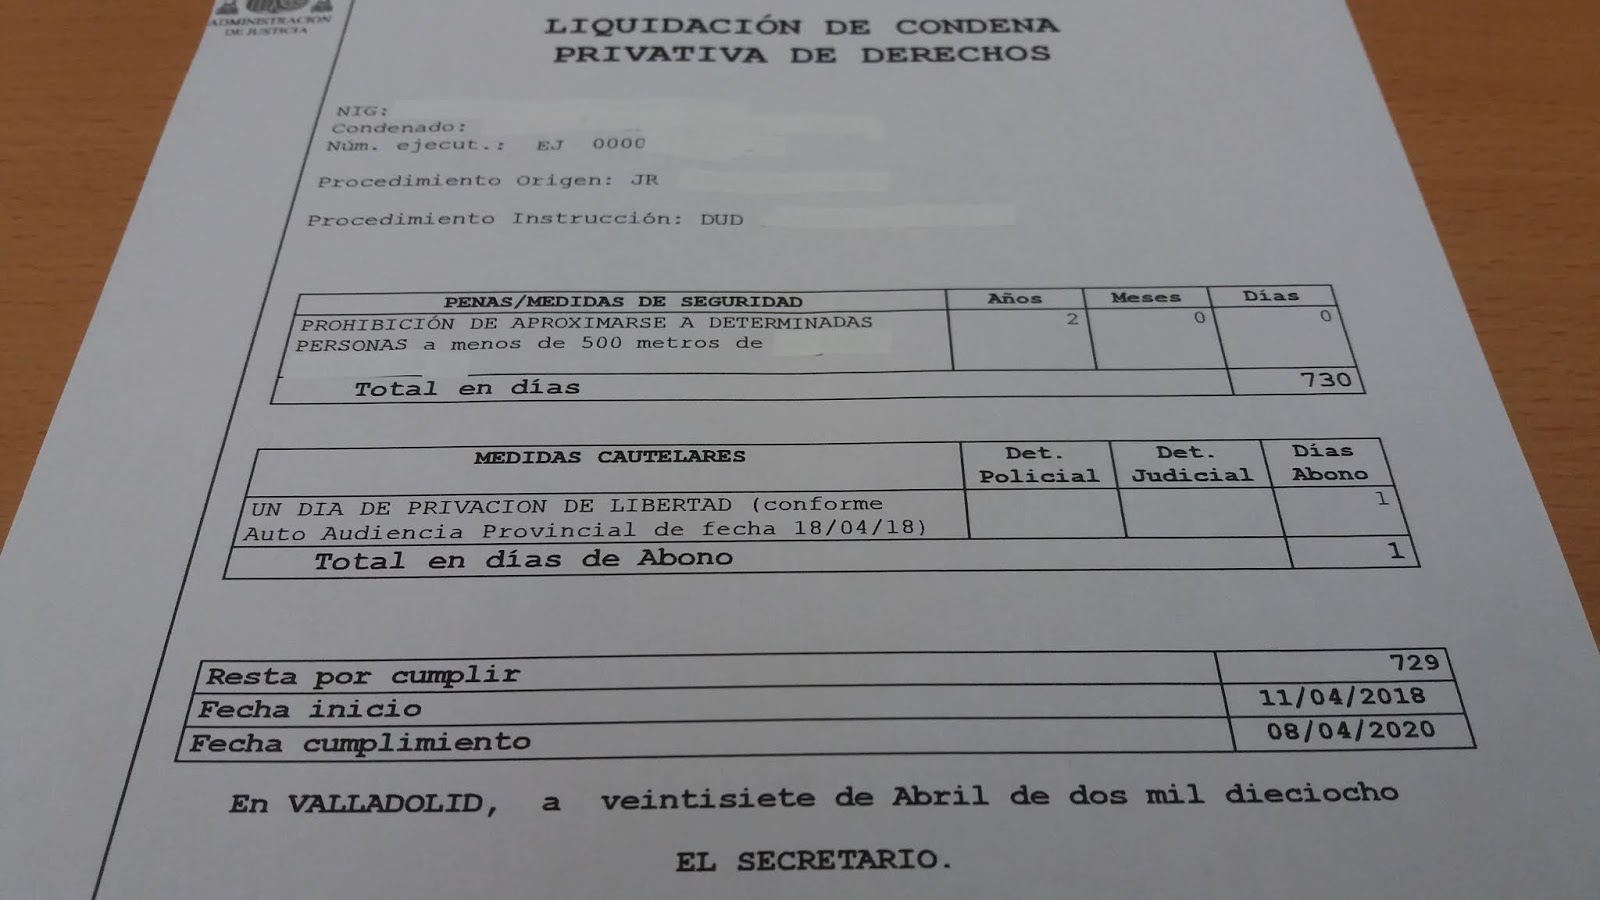 ADMINISTRACION
DE JUSTICIA
LIQUIDACIÓN DE CONDENA
PRIVATIVA DE DERECHOS
NIG:
Condenado:
Núm. ejecut.: EJ 0000
Procedimiento Origen: JR
Procedimiento Instrucción: DUD
PENAS/MEDIDAS DE SEGURIDAD Años Meses Días
PROHIBICIÓN DE APROXIMARSE A DETERMINADAS 2 0 0
PERSONAS a menos de 500 metros de
Total en días 730
MEDIDAS CAUTELARES Det. Policial Det. Judicial Días Abono
UN DIA DE PRIVACION DE LIBERTAD (conforme 1
Auto Audiencia Provincial de fecha 18/04/18)
Total en días de Abono 1
Resta por cumplir 729
Fecha inicio 11/04/2018
Fecha cumplimiento 08/04/2020
En VALLADOLID, a veintisiete de Abril de dos mil dieciocho
EL SECRETARIO.